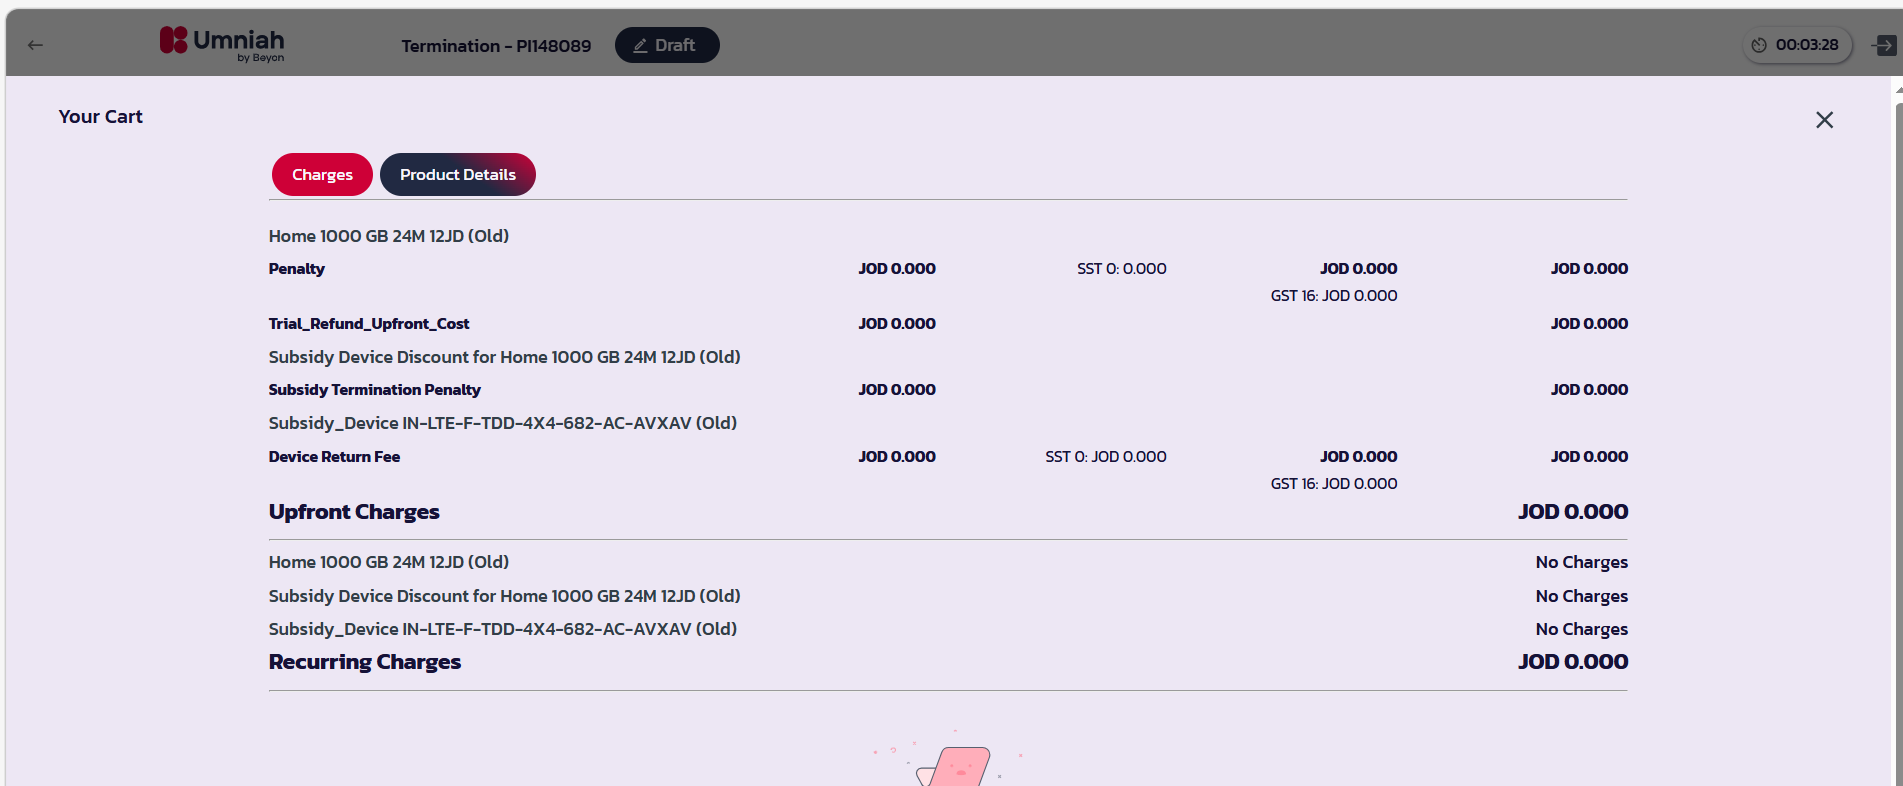 Umniah
by Beyon
Termination - PI148089
Draft
00:03:28
Your Cart
Charges
Product Details
Home 1000 GB 24M 12JD (Old)
Penalty JOD 0.000 SST 0: 0.000 JOD 0.000 JOD 0.000
GST 16: JOD 0.000
Trial_Refund_Upfront_Cost JOD 0.000 JOD 0.000
Subsidy Device Discount for Home 1000 GB 24M 12JD (Old)
Subsidy Termination Penalty JOD 0.000 JOD 0.000
Subsidy_Device IN-LTE-F-TDD-4X4-682-AC-AVXAV (Old)
Device Return Fee JOD 0.000 SST 0: JOD 0.000 JOD 0.000 JOD 0.000
GST 16: JOD 0.000
Upfront Charges JOD 0.000
Home 1000 GB 24M 12JD (Old) No Charges
Subsidy Device Discount for Home 1000 GB 24M 12JD (Old) No Charges
Subsidy_Device IN-LTE-F-TDD-4X4-682-AC-AVXAV (Old) No Charges
Recurring Charges JOD 0.000